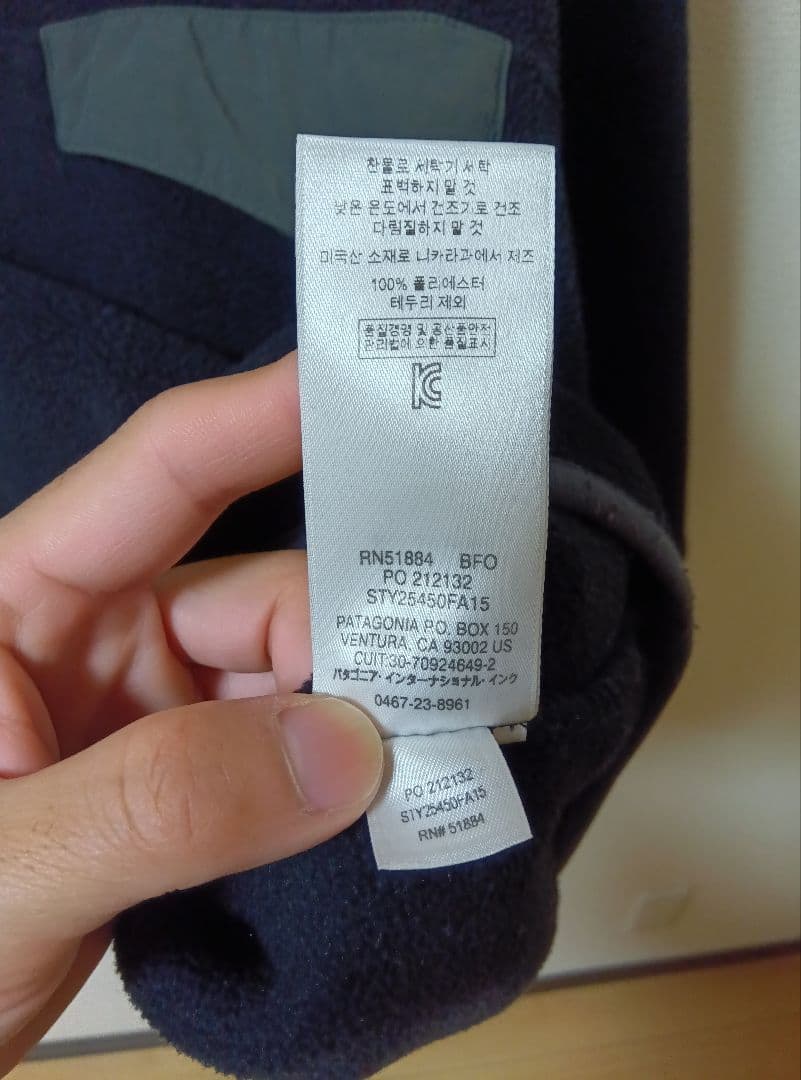 찬물로 세탁기 세탁
표백하지 말 것
낮은 온도에서 건조기로 건조
다림질하지 말 것
미국산 소재로 니카라과에서 제조
100% 폴리에스터
테두리 제외
품질경영 및 공산품안전
관리법에 의한 품질표시
RN51884 BFO
PO 212132
STY25450FA15
PATAGONIA P.O. BOX 150
VENTURA, CA 93002 US
CUIT:30-70924649-2
パタゴニア・インターナショナル・インク
0467-23-8961
PO 212132
STY25450FA15
RN# 51884